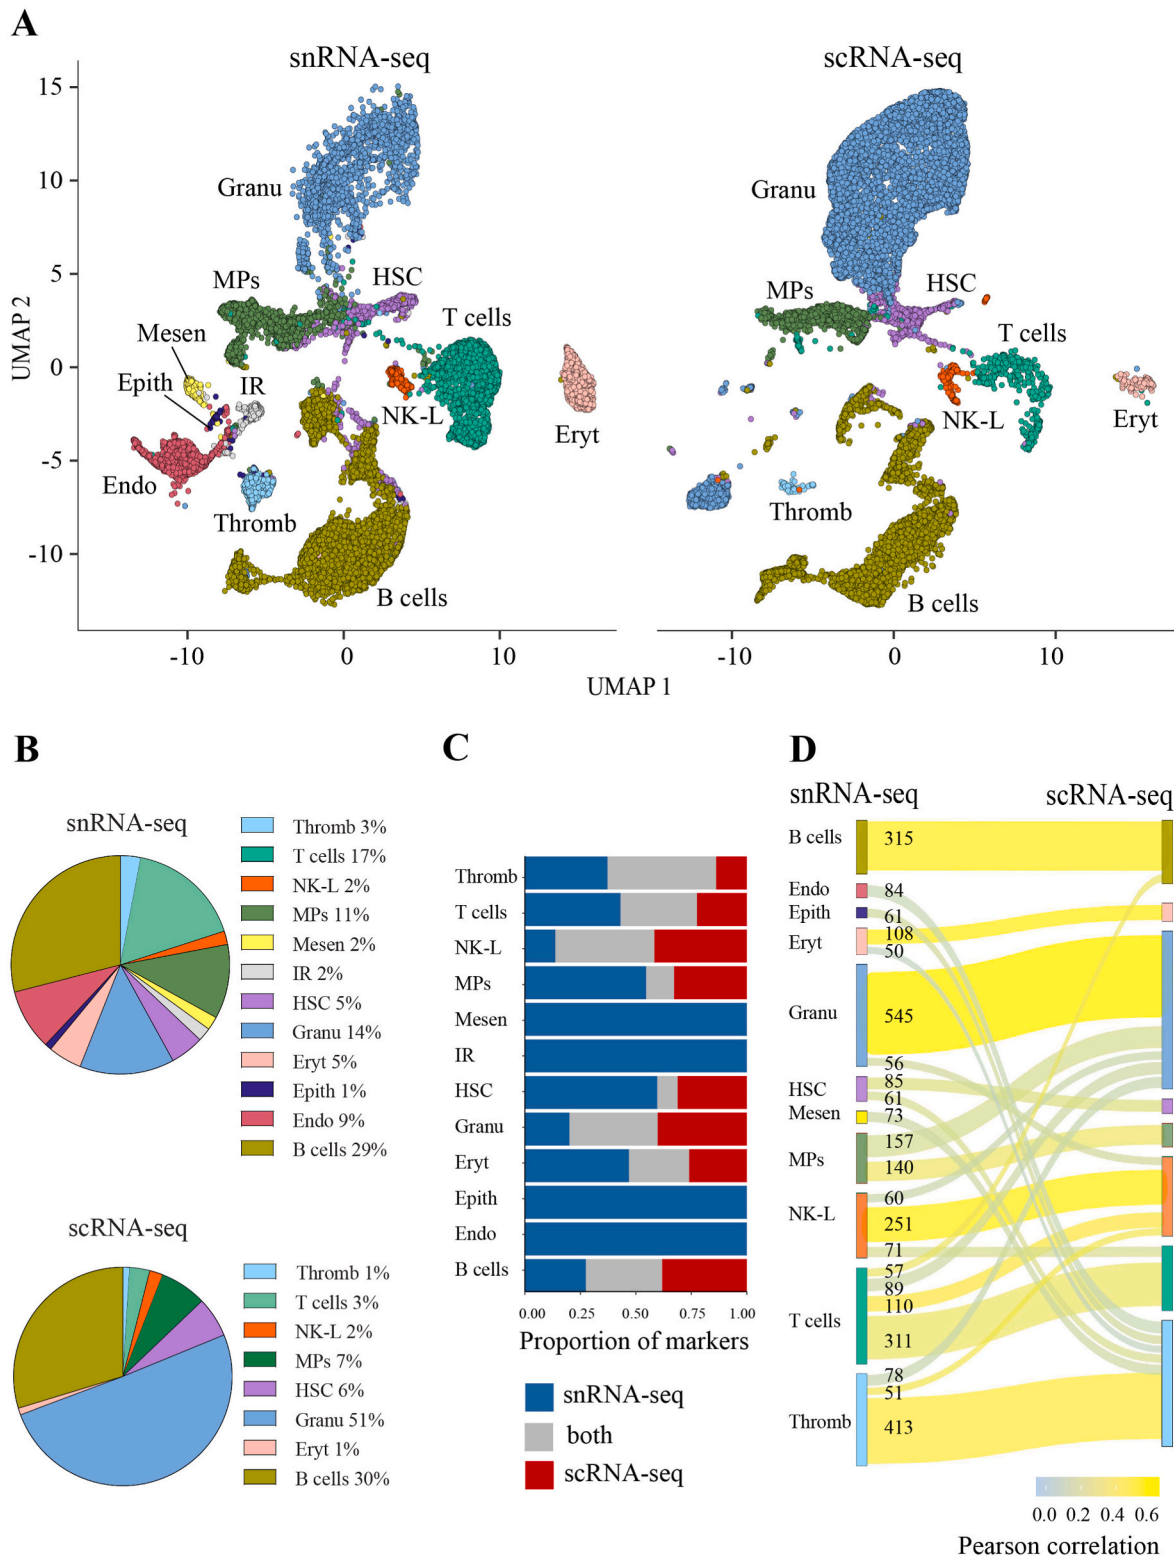 A
snRNA-seq
scRNA-seq
UMAP 2
15
10
5
0
-5
-10
Granu
MPs
HSC
Mesen
T cells
Epith
IR
NK-L
Eryt
Endo
Thromb
B cells
Granu
MPs
HSC
T cells
NK-L
Eryt
Thromb
B cells
-10
0
10
-10
0
10
UMAP 1
B
snRNA-seq
Thromb 3%
T cells 17%
NK-L 2%
MPs 11%
Mesen 2%
IR 2%
HSC 5%
Granu 14%
Eryt 5%
Epith 1%
Endo 9%
B cells 29%
scRNA-seq
Thromb 1%
T cells 3%
NK-L 2%
MPs 7%
HSC 6%
Granu 51%
Eryt 1%
B cells 30%
C
Thromb
T cells
NK-L
MPs
Mesen
IR
HSC
Granu
Eryt
Epith
Endo
B cells
0.00 0.25 0.50 0.75 1.00
Proportion of markers
snRNA-seq
both
scRNA-seq
D
snRNA-seq
scRNA-seq
B cells 315
Endo 84
Epith 61
Eryt 108
50
Granu 545
56
HSC 85
61
Mesen 73
MPs 157
140
NK-L 60
251
71
57
89
110
T cells 311
78
51
Thromb 413
0.0 0.2 0.4 0.6
Pearson correlation